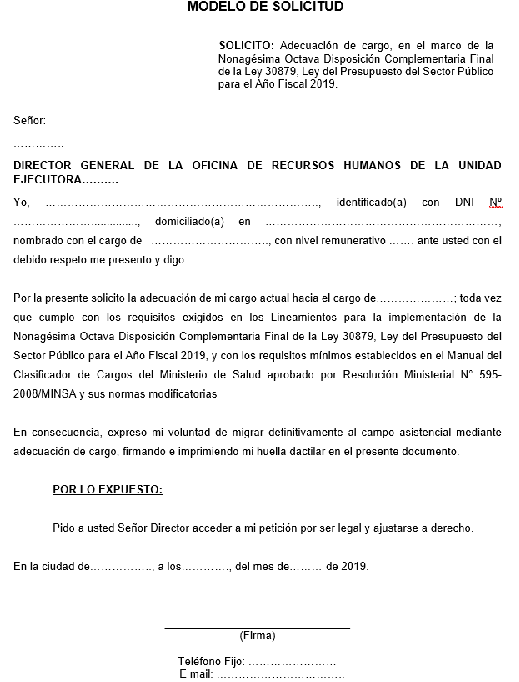 MODELO DE SOLICITUD
SOLICITO: Adecuación de cargo, en el marco de la
Nonagésima Octava Disposición Complementaria Final
de la Ley 30879, Ley del Presupuesto del Sector Público
para el Año Fiscal 2019.
Señor:
…………..
DIRECTOR GENERAL DE LA OFICINA DE RECURSOS HUMANOS DE LA UNIDAD
EJECUTORA……….
Yo, ……………………………………………………………………, identificado(a) con DNI Nº
……………………………, domiciliado(a) en ……………………………………………………,
nombrado con el cargo de ……………………………, con nivel remunerativo ……. ante usted con el
debido respeto me presento y digo
Por la presente solicito la adecuación de mi cargo actual hacia el cargo de…………………; toda vez
que cumplo con los requisitos exigidos en los Lineamientos para la implementación de la
Nonagésima Octava Disposición Complementaria Final de la Ley 30879, Ley del Presupuesto del
Sector Público para el Año Fiscal 2019, y con los requisitos mínimos establecidos en el Manual del
Clasificador de Cargos del Ministerio de Salud aprobado por Resolución Ministerial Nº 595-
2008/MINSA y sus normas modificatorias
En consecuencia, expreso mi voluntad de migrar definitivamente al campo asistencial mediante
adecuación de cargo, firmando e imprimiendo mi huella dactilar en el presente documento.
POR LO EXPUESTO:
Pido a usted Señor Director acceder a mi petición por ser legal y ajustarse a derecho.
En la ciudad de…………….., a los…………., del mes de……… de 2019.
(Firma)
Teléfono Fijo: ……………………
E mail: ……………………………